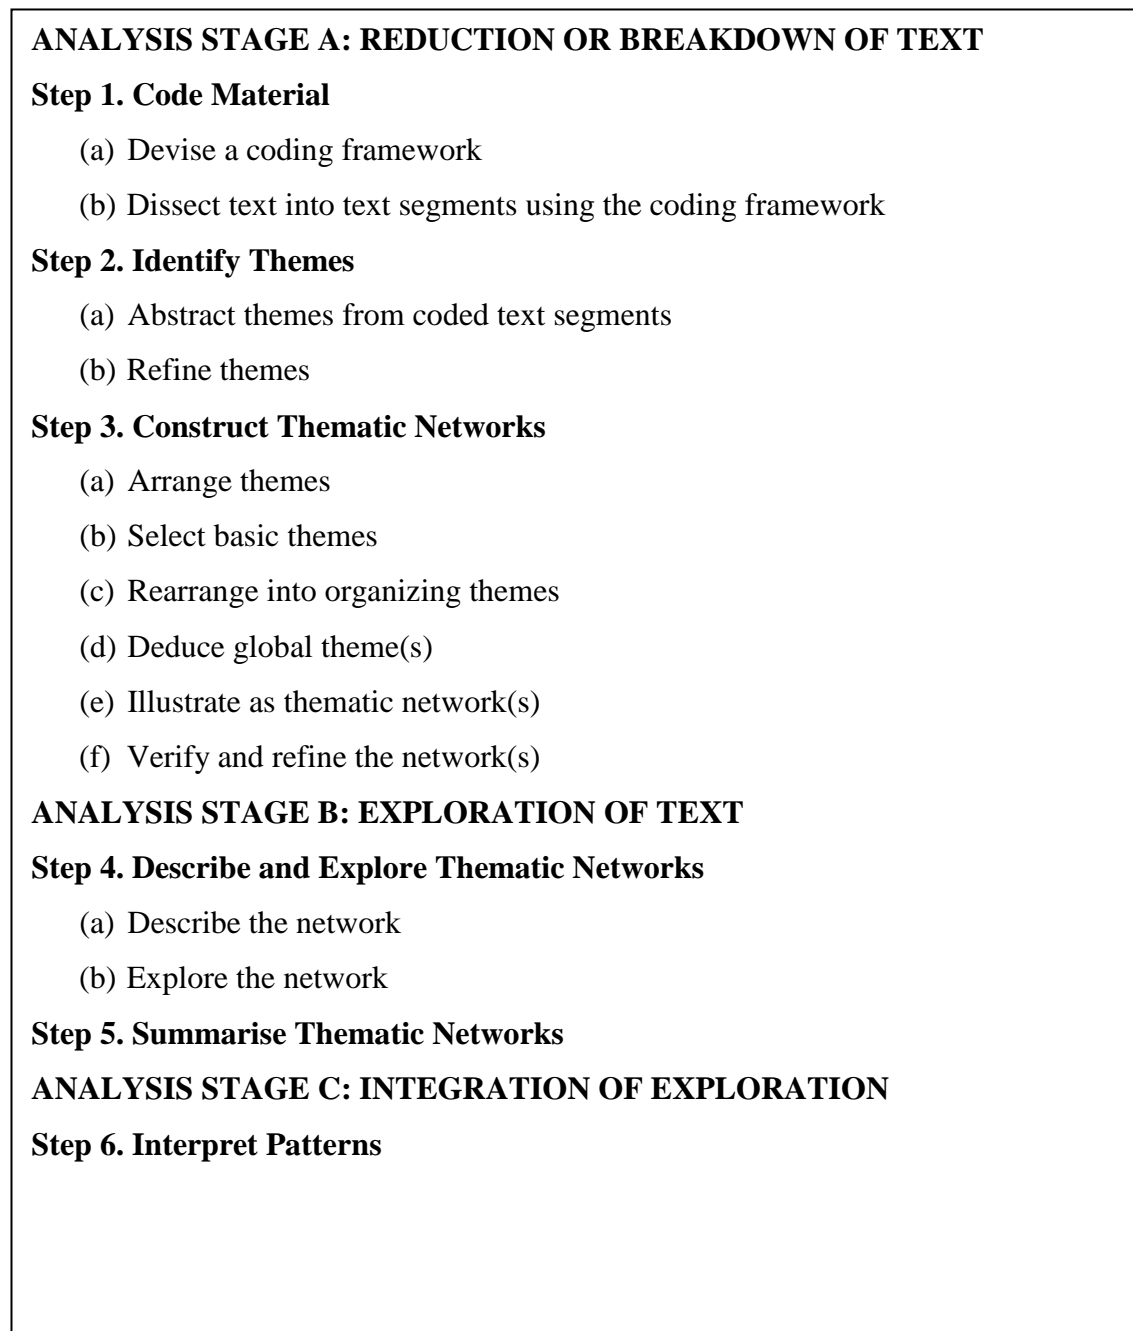 ANALYSIS STAGE A: REDUCTION OR BREAKDOWN OF TEXT
Step 1. Code Material
(a) Devise a coding framework
(b) Dissect text into text segments using the coding framework
Step 2. Identify Themes
(a) Abstract themes from coded text segments
(b) Refine themes
Step 3. Construct Thematic Networks
(a) Arrange themes
(b) Select basic themes
(c) Rearrange into organizing themes
(d) Deduce global theme(s)
(e) Illustrate as thematic network(s)
(f) Verify and refine the network(s)
ANALYSIS STAGE B: EXPLORATION OF TEXT
Step 4. Describe and Explore Thematic Networks
(a) Describe the network
(b) Explore the network
Step 5. Summarise Thematic Networks
ANALYSIS STAGE C: INTEGRATION OF EXPLORATION
Step 6. Interpret Patterns